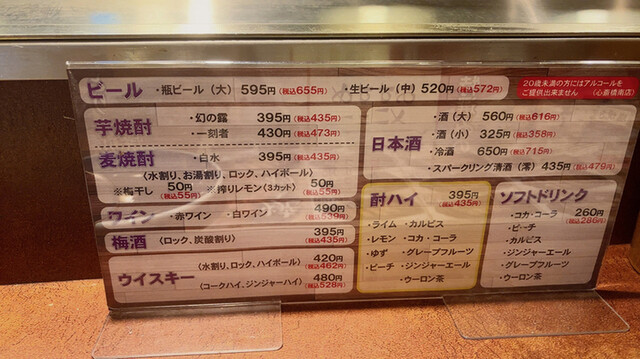 ビール ・瓶ビール(大) 595円(税込655円) ・生ビール(中) 520円(税込572円)
20歳未満の方にはアルコールを
ご提供出来ません (心斎橋南店)
芋焼酎 ・幻の露 395円(税込435円)
・一刻者 430円(税込473円)
麦焼酎 ・白水 395円(税込435円)
(水割り、お湯割り、ロック、ハイボール)
※梅干し 50円(税込55円) ※搾りレモン(3カット) 50円(税込55円)
ワイン ・赤ワイン ・白ワイン 490円(税込539円)
梅酒 (ロック、炭酸割り) 395円(税込435円)
ウイスキー (水割り、ロック、ハイボール) 420円(税込462円)
(コークハイ、ジンジャーハイ) 480円(税込528円)
日本酒 ・酒(大) 560円(税込616円)
・酒(小) 325円(税込358円)
・冷酒 650円(税込715円)
・スパークリング清酒(澪) 435円(税込479円)
酎ハイ 395円(税込435円)
・ライム ・カルピス
・レモン ・コカ・コーラ
・ゆず ・グレープフルーツ
・ピーチ ・ジンジャーエール
・ウーロン茶
ソフトドリンク
・コカ・コーラ 260円(税込286円)
・ピーチ
・カルピス
・ジンジャーエール
・グレープフルーツ
・ウーロン茶